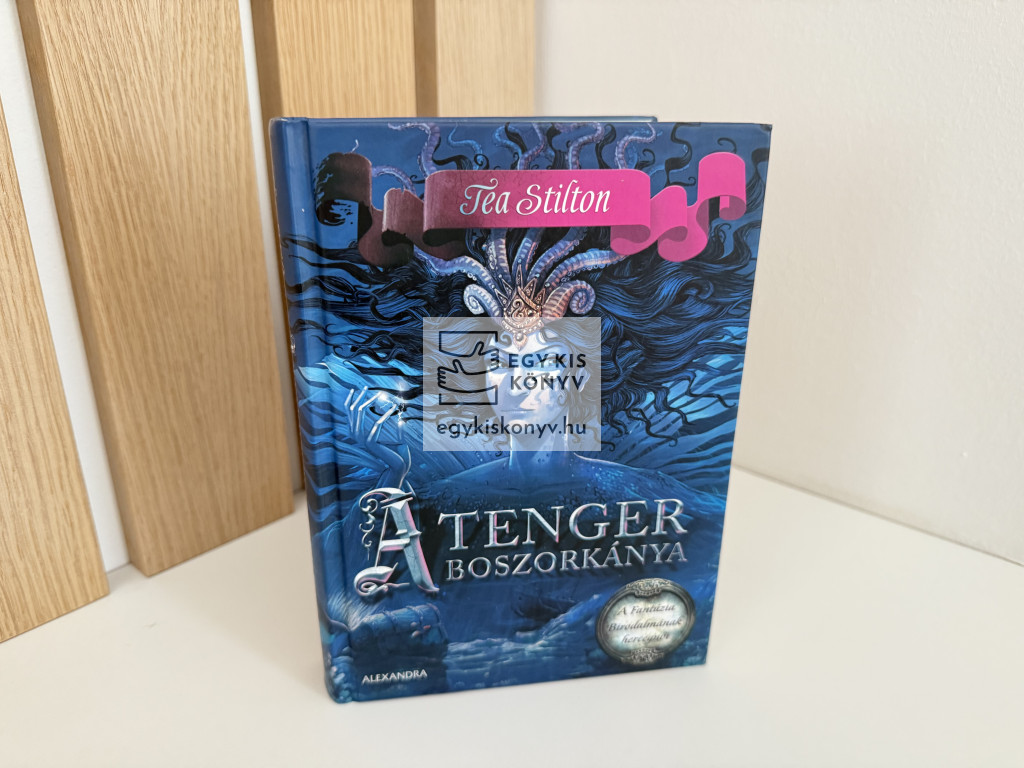 Tea Stilton
EGY KIS
KÖNYV
egykiskonyv.hu
A TENGER
BOSZORKÁNYA
A Fantázia
Birodalmának
hercegnői
ALEXANDRA